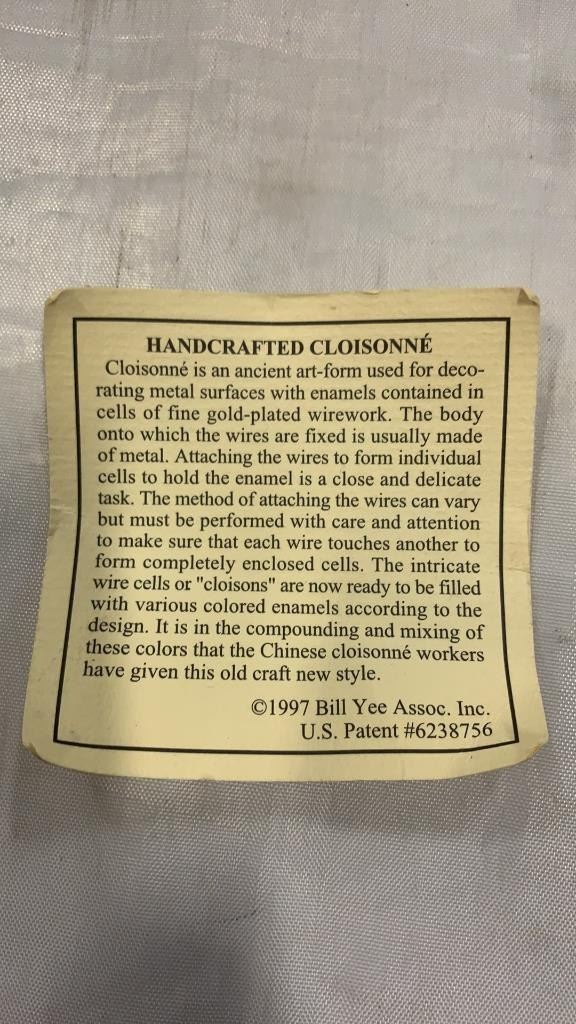 HANDCRAFTED CLOISONNÉ
Cloisonné is an ancient art-form used for deco-
rating metal surfaces with enamels contained in
cells of fine gold-plated wirework. The body
onto which the wires are fixed is usually made
of metal. Attaching the wires to form individual
cells to hold the enamel is a close and delicate
task. The method of attaching the wires can vary
but must be performed with care and attention
to make sure that each wire touches another to
form completely enclosed cells. The intricate
wire cells or "cloisons" are now ready to be filled
with various colored enamels according to the
design. It is in the compounding and mixing of
these colors that the Chinese cloisonné workers
have given this old craft new style.
©1997 Bill Yee Assoc. Inc.
U.S. Patent #6238756